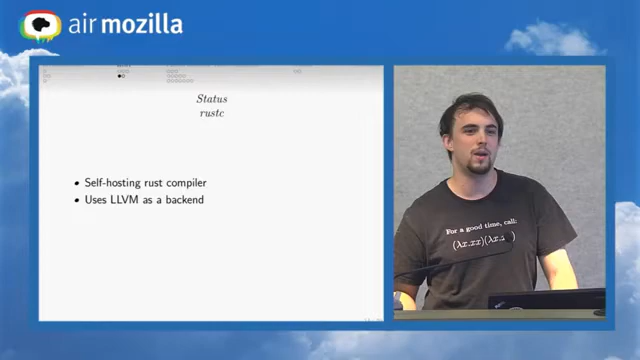 air mozilla
Status
rustc
Self-hosting rust compiler
Uses LLVM as a backend
For a good time, call:
(λx.xx)(λx.